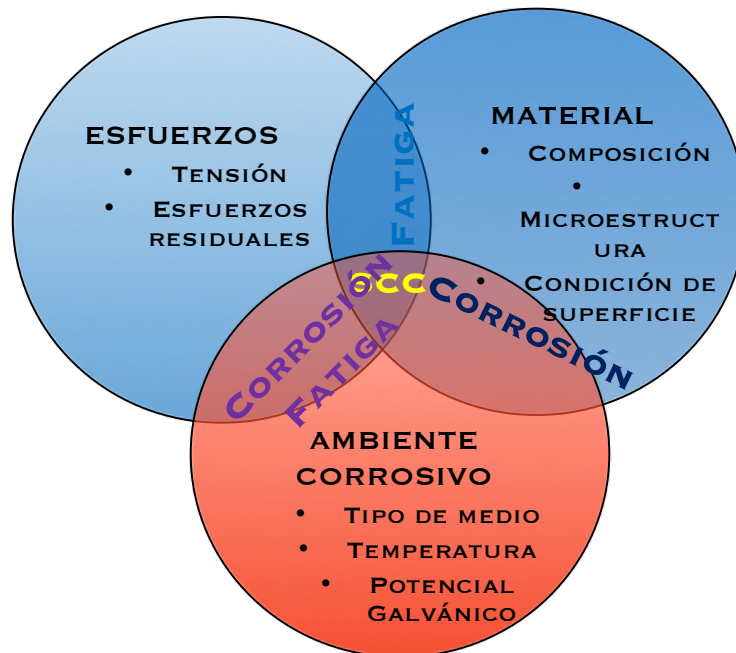 ESFUERZOS
• TENSIÓN
• ESFUERZOS
RESIDUALES
FATIGA
MATERIAL
• COMPOSICIÓN
•
MICROESTRUCT
URA
• CONDICIÓN DE
SUPERFICIE
SCC
CORROSIÓN
CORROSIÓN
FATIGA
AMBIENTE
CORROSIVO
• TIPO DE MEDIO
• TEMPERATURA
• POTENCIAL
GALVÁNICO